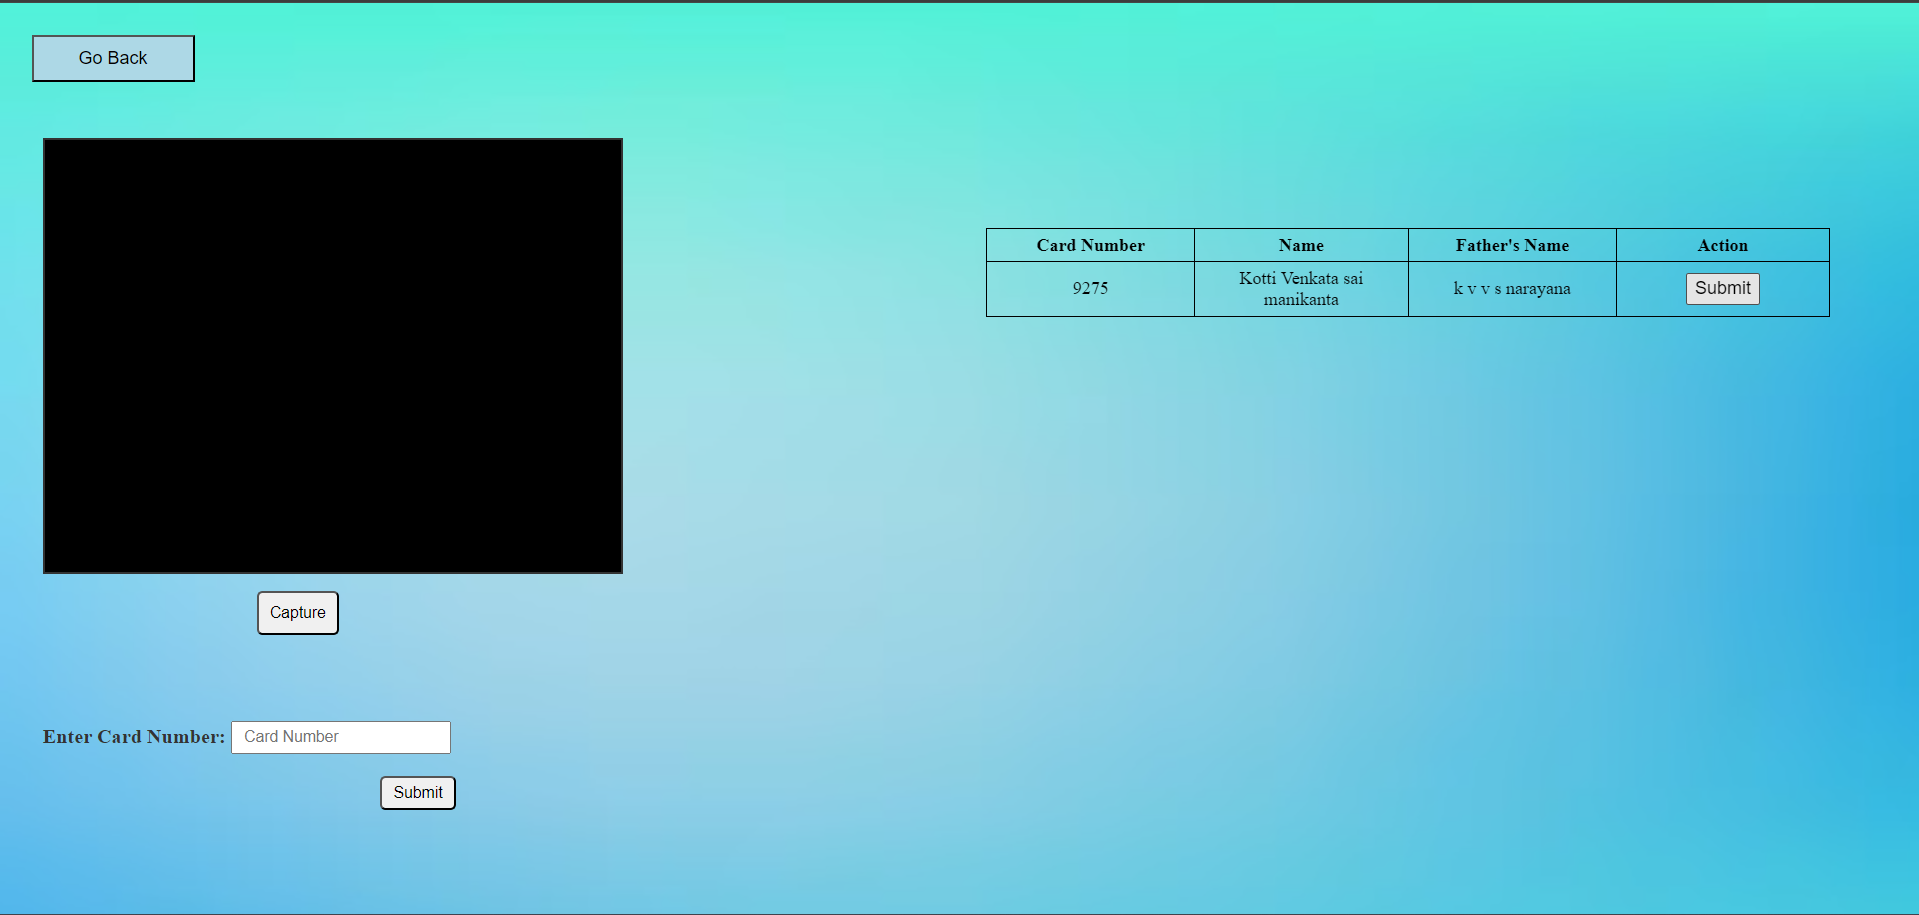 Go Back
Capture
Enter Card Number: Card Number
Submit
Card Number Name Father's Name Action
9275 Kotti Venkata sai k v v s narayana Submit
manikanta